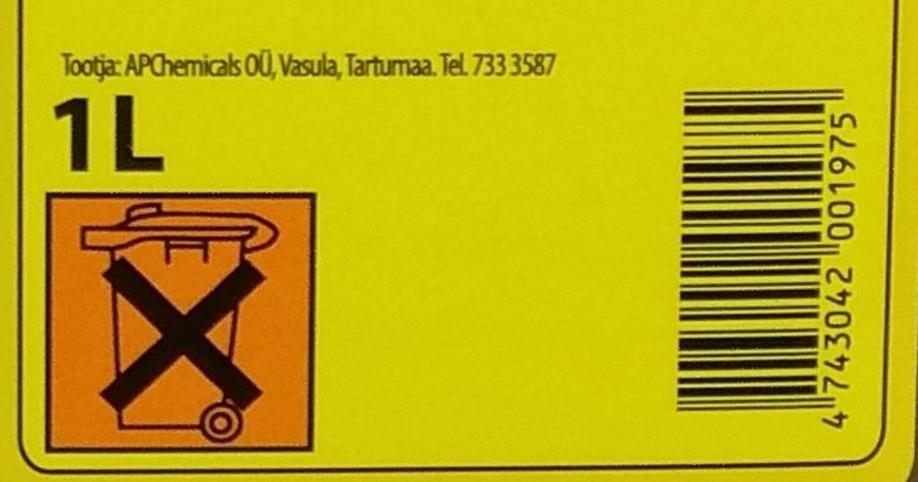 Tootja: APChemicals OÜ, Vasula, Tartumaa. Tel. 733 3587
1L
4 743042 001975